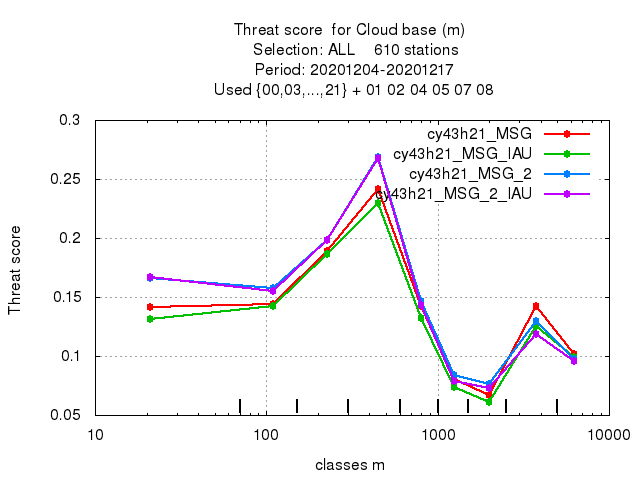 Threat score  for Cloud base (m)
Selection: ALL    610 stations
Period: 20201204-20201217
Used {00,03,...,21} + 01 02 04 05 07 08
0.3
0.25
0.2
0.15
0.1
0.05
Threat score
cy43h21_MSG
cy43h21_MSG_IAU
cy43h21_MSG_2
cy43h21_MSG_2_IAU
10
100
1000
10000
classes m